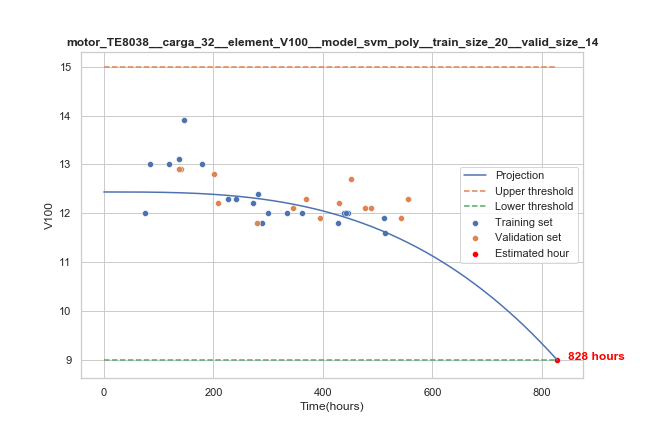 motor_TE8038__carga_32__element_V100__model_svm_poly__train_size_20__valid_size_14
15
14
13
12
11
10
9
V100
Projection
Upper threshold
Lower threshold
Training set
Validation set
Estimated hour
828 hours
0
200
400
600
800
Time(hours)